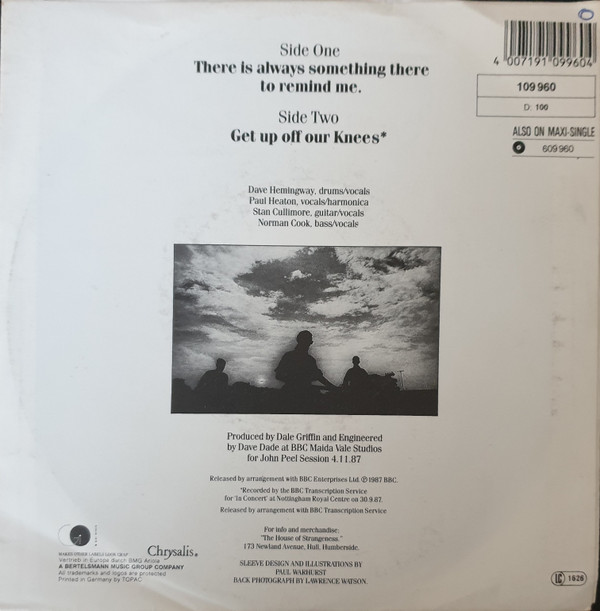 Side One
There is always something there
to remind me.
Side Two
Get up off our Knees*
4 007191 099604
109 960
D: 100
ALSO ON MAXI-SINGLE
609 960
Dave Hemingway, drums/vocals
Paul Heaton, vocals/harmonica
Stan Cullimore, guitar/vocals
Norman Cook, bass/vocals
Produced by Dale Griffin and Engineered
by Dave Dade at BBC Maida Vale Studios
for John Peel Session 4.11.87
Released by arrangement with BBC Enterprises Ltd. ℗ 1987 BBC.
*Recorded by the BBC Transcription Service
for 'In Concert' at Nottingham Royal Centre on 30.9.87.
Released by arrangement with BBC Transcription Service
For info and merchandise:
"The House of Strangeness."
173 Newland Avenue, Hull, Humberside.
SLEEVE DESIGN AND ILLUSTRATIONS BY
PAUL WARHURST
BACK PHOTOGRAPH BY LAWRENCE WATSON.
Chrysalis®
Vertrieb in Europe durch BMG Ariola
A BERTELSMANN MUSIC GROUP COMPANY
All trademarks and logos are protected
Printed in Germany by TOPAC
LC 1626